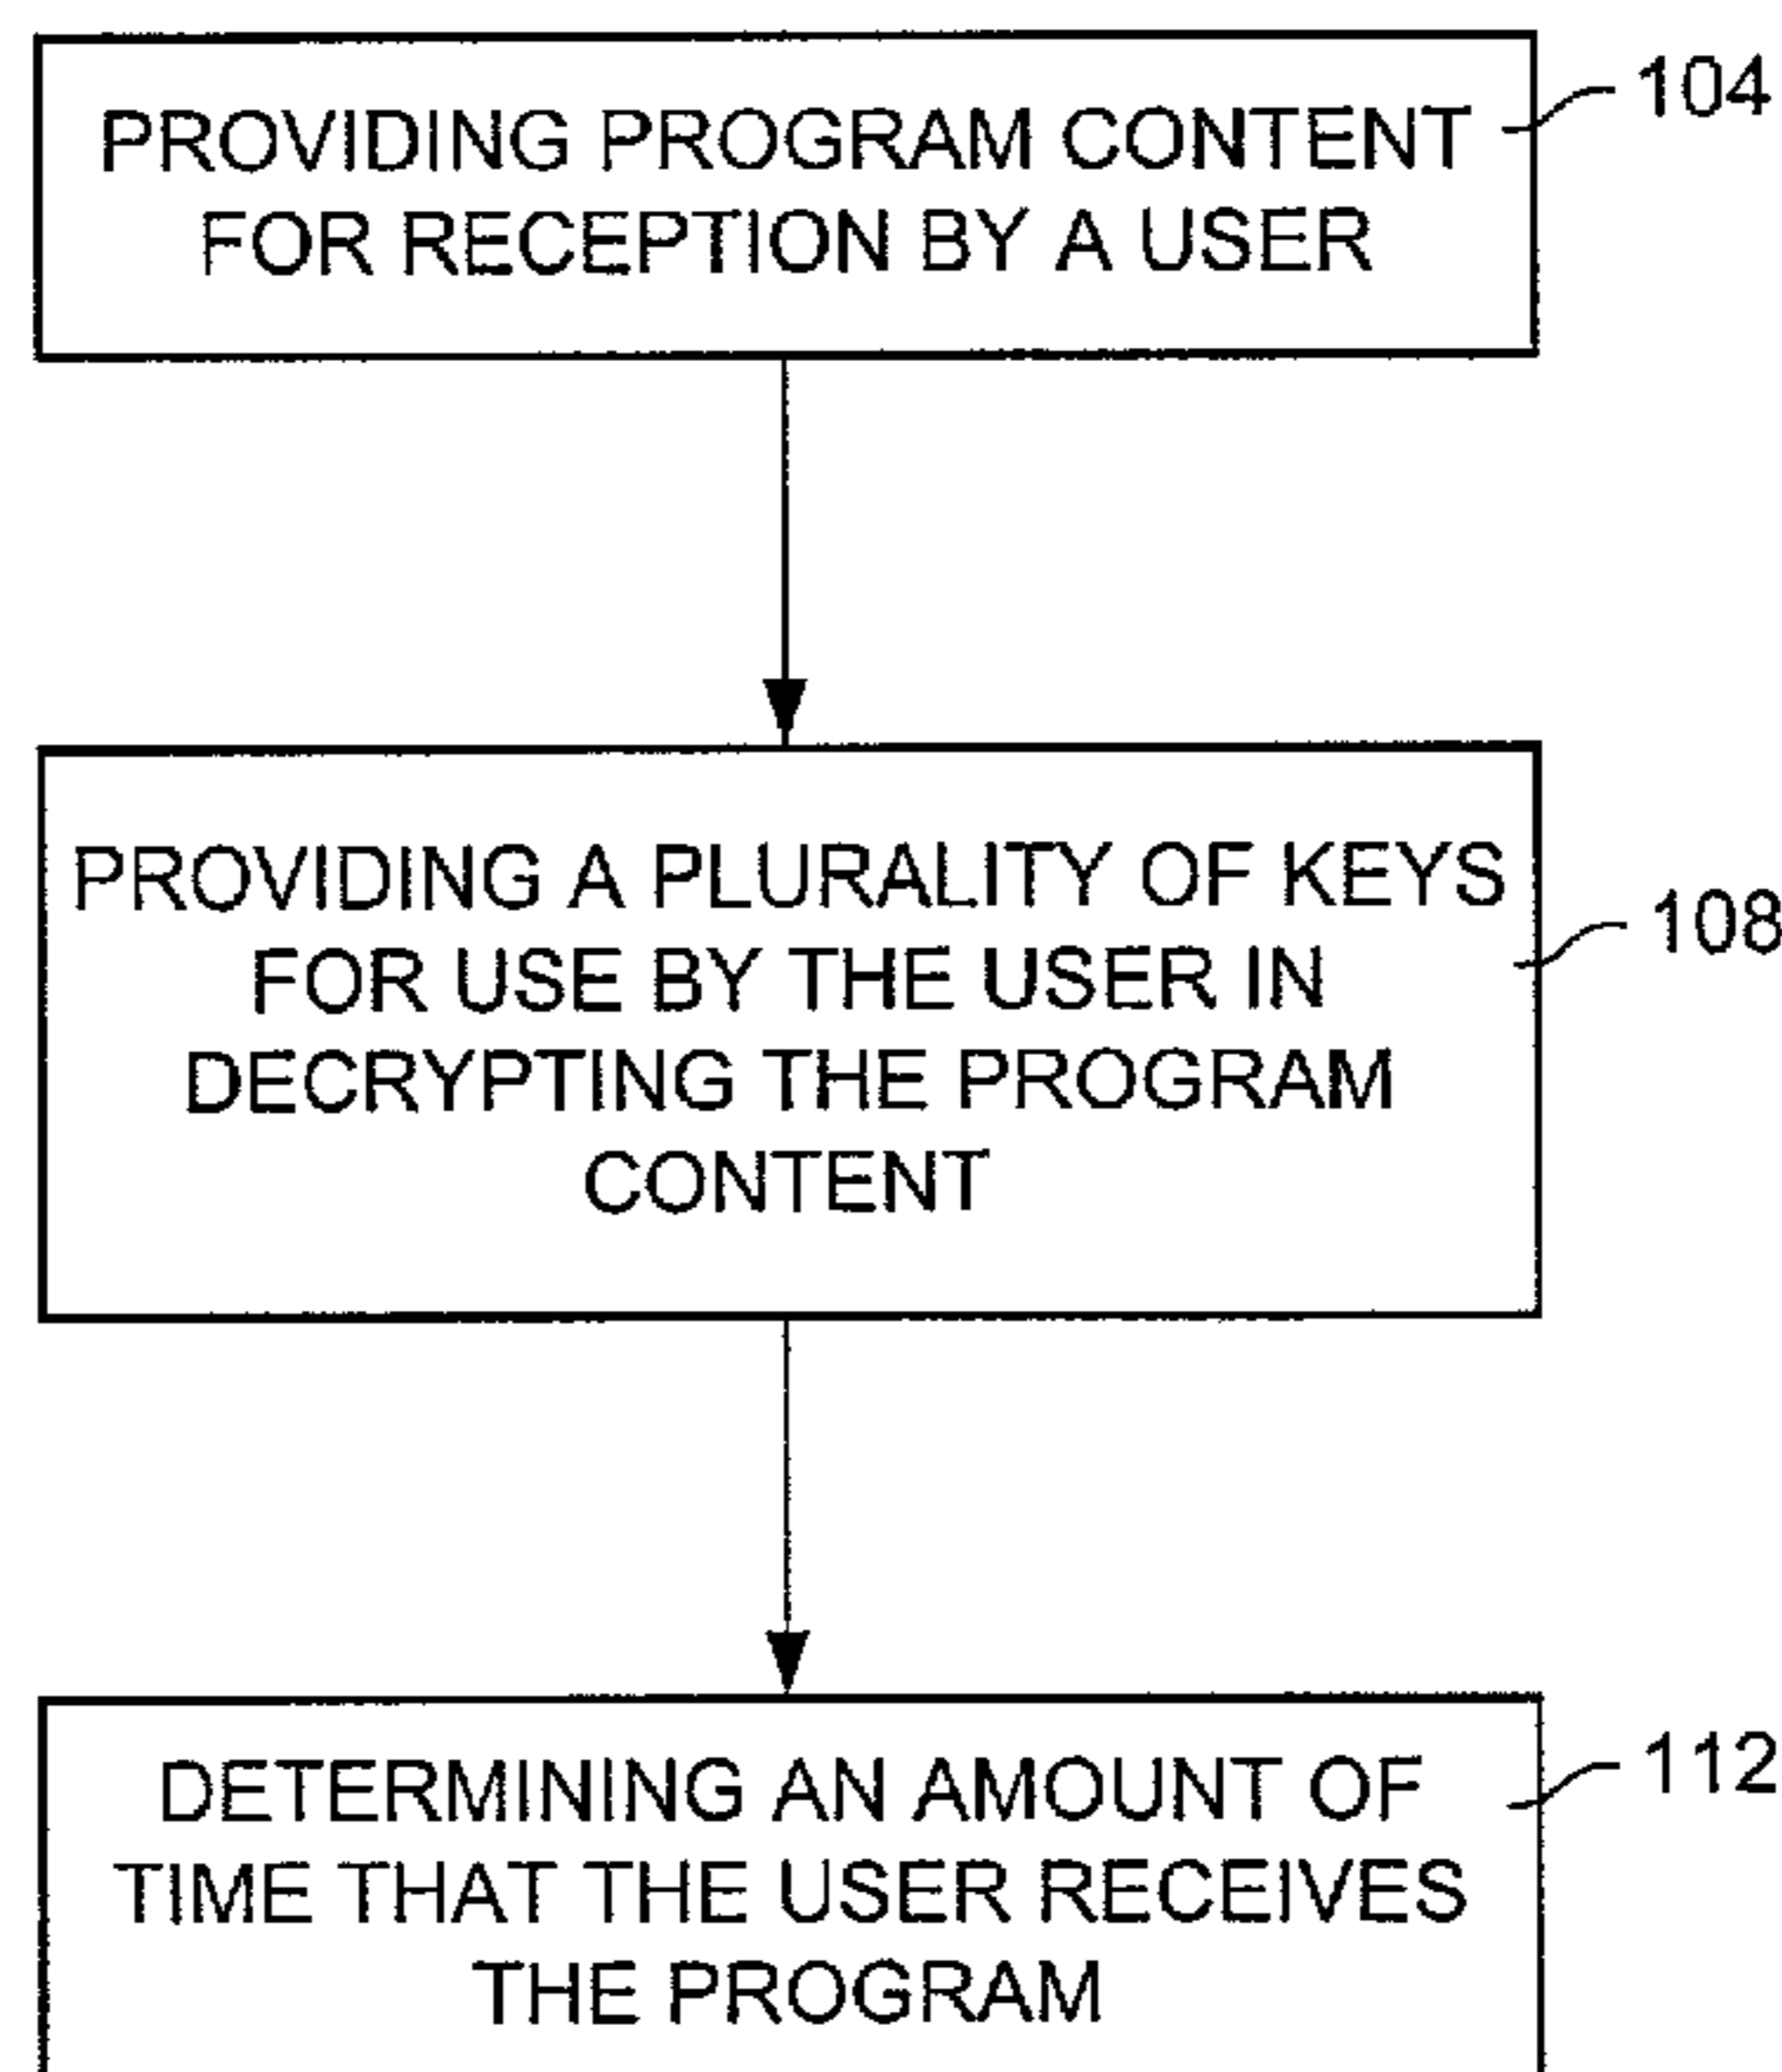 PROVIDING PROGRAM CONTENT
FOR RECEPTION BY A USER
104
PROVIDING A PLURALITY OF KEYS
FOR USE BY THE USER IN
DECRYPTING THE PROGRAM
CONTENT
108
DETERMINING AN AMOUNT OF
TIME THAT THE USER RECEIVES
THE PROGRAM
112